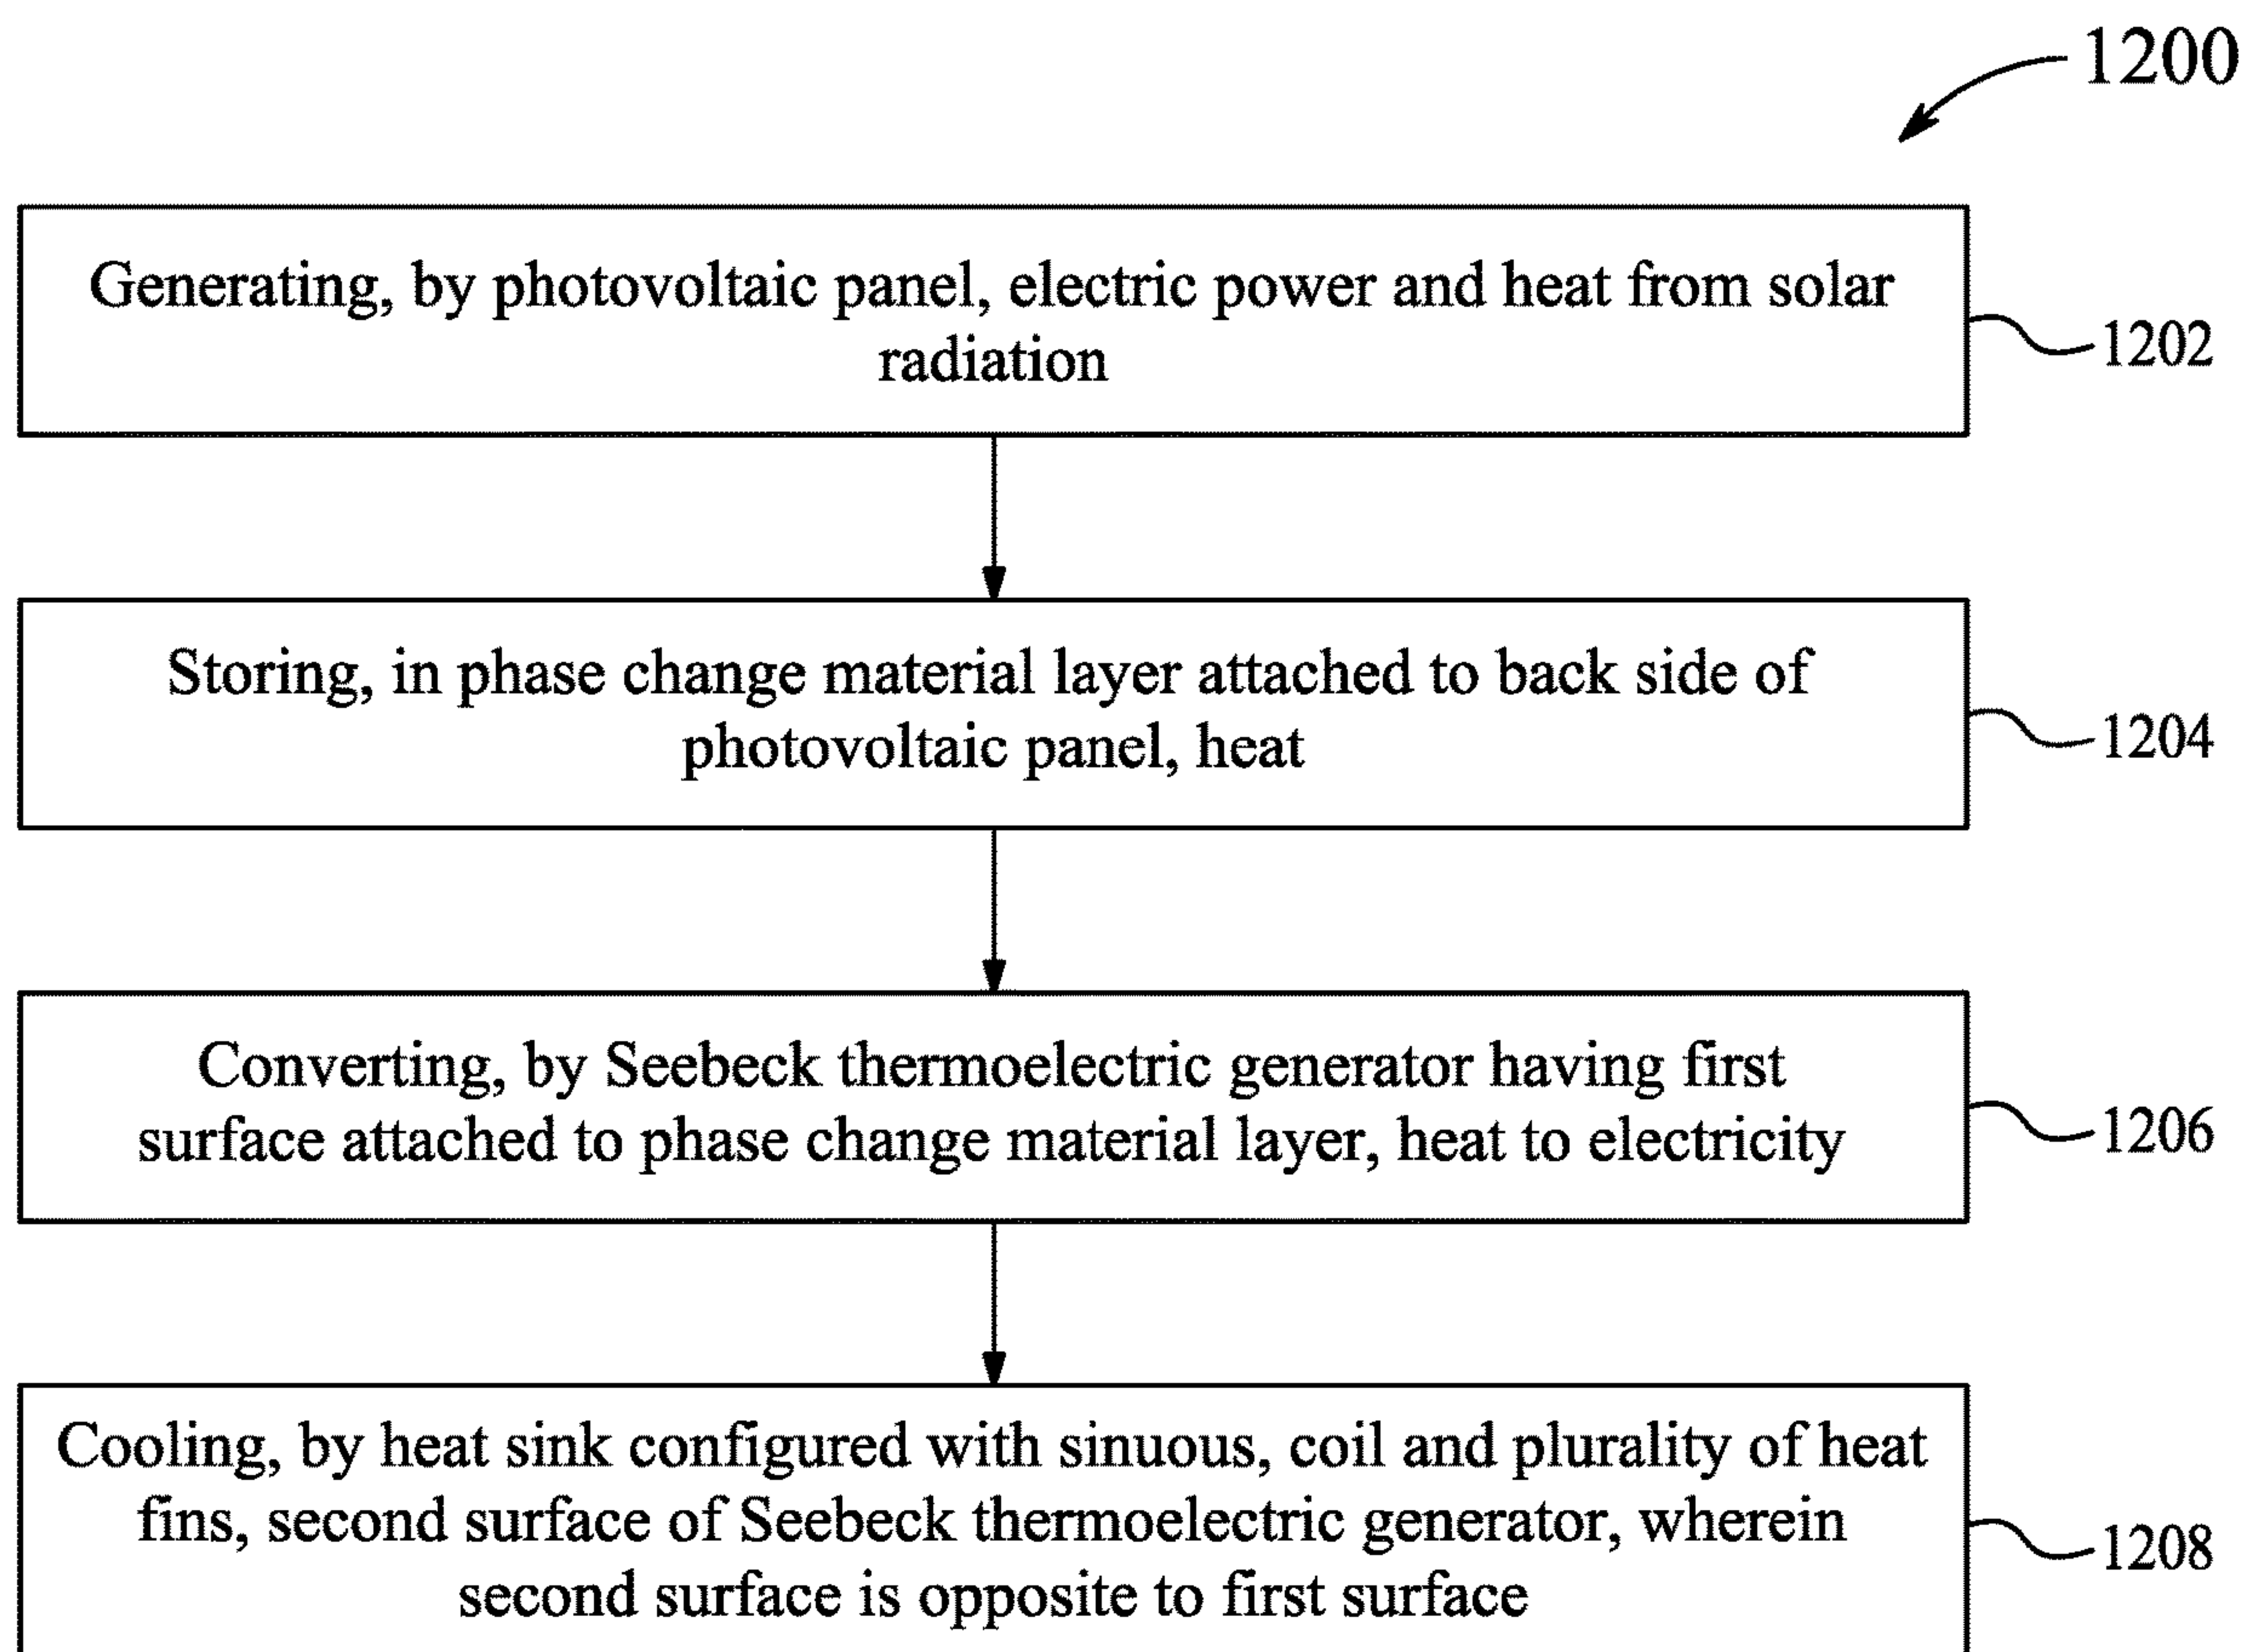 1200
Generating, by photovoltaic panel, electric power and heat from solar
radiation
1202
Storing, in phase change material layer attached to back side of
photovoltaic panel, heat
1204
Converting, by Seebeck thermoelectric generator having first
surface attached to phase change material layer, heat to electricity
1206
Cooling, by heat sink configured with sinuous, coil and plurality of heat
fins, second surface of Seebeck thermoelectric generator, wherein
second surface is opposite to first surface
1208